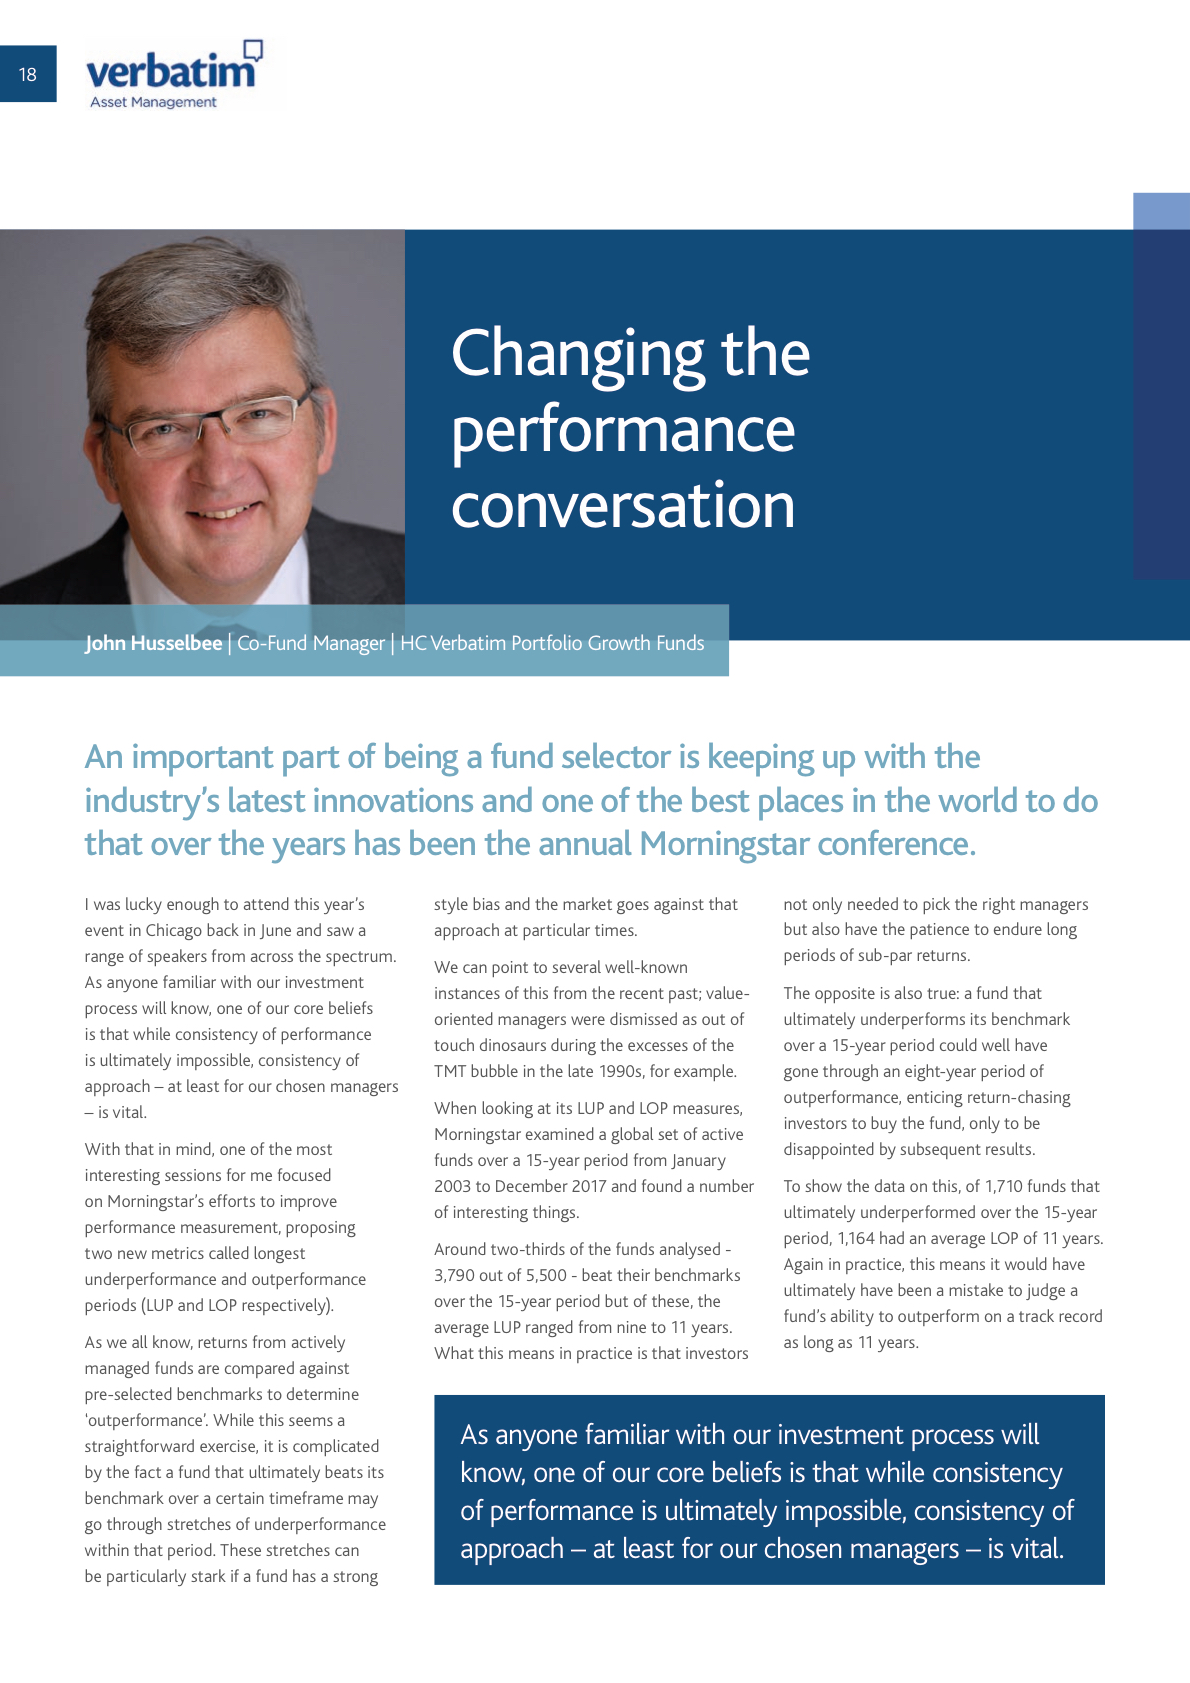 18
verbatim
Asset Management
Changing the
performance
conversation
John Husselbee | Co-Fund Manager | HC Verbatim Portfolio Growth Funds
An important part of being a fund selector is keeping up with the
industry's latest innovations and one of the best places in the world to do
that over the years has been the annual Morningstar conference.
I was lucky enough to attend this year's
event in Chicago back in June and saw a
range of speakers from across the spectrum.
As anyone familiar with our investment
process will know, one of our core beliefs
is that while consistency of performance
is ultimately impossible, consistency of
approach – at least for our chosen managers
– is vital.
With that in mind, one of the most
interesting sessions for me focused
on Morningstar's efforts to improve
performance measurement, proposing
two new metrics called longest
underperformance and outperformance
periods (LUP and LOP respectively).
As we all know, returns from actively
managed funds are compared against
pre-selected benchmarks to determine
'outperformance'. While this seems a
straightforward exercise, it is complicated
by the fact a fund that ultimately beats its
benchmark over a certain timeframe may
go through stretches of underperformance
within that period. These stretches can
be particularly stark if a fund has a strong
style bias and the market goes against that
approach at particular times.
We can point to several well-known
instances of this from the recent past; value-
oriented managers were dismissed as out of
touch dinosaurs during the excesses of the
TMT bubble in the late 1990s, for example.
When looking at its LUP and LOP measures,
Morningstar examined a global set of active
funds over a 15-year period from January
2003 to December 2017 and found a number
of interesting things.
Around two-thirds of the funds analysed -
3,790 out of 5,500 - beat their benchmarks
over the 15-year period but of these, the
average LUP ranged from nine to 11 years.
What this means in practice is that investors
not only needed to pick the right managers
but also have the patience to endure long
periods of sub-par returns.
The opposite is also true: a fund that
ultimately underperforms its benchmark
over a 15-year period could well have
gone through an eight-year period of
outperformance, enticing return-chasing
investors to buy the fund, only to be
disappointed by subsequent results.
To show the data on this, of 1,710 funds that
ultimately underperformed over the 15-year
period, 1,164 had an average LOP of 11 years.
Again in practice, this means it would have
ultimately have been a mistake to judge a
fund's ability to outperform on a track record
as long as 11 years.
As anyone familiar with our investment process will
know, one of our core beliefs is that while consistency
of performance is ultimately impossible, consistency of
approach – at least for our chosen managers – is vital.